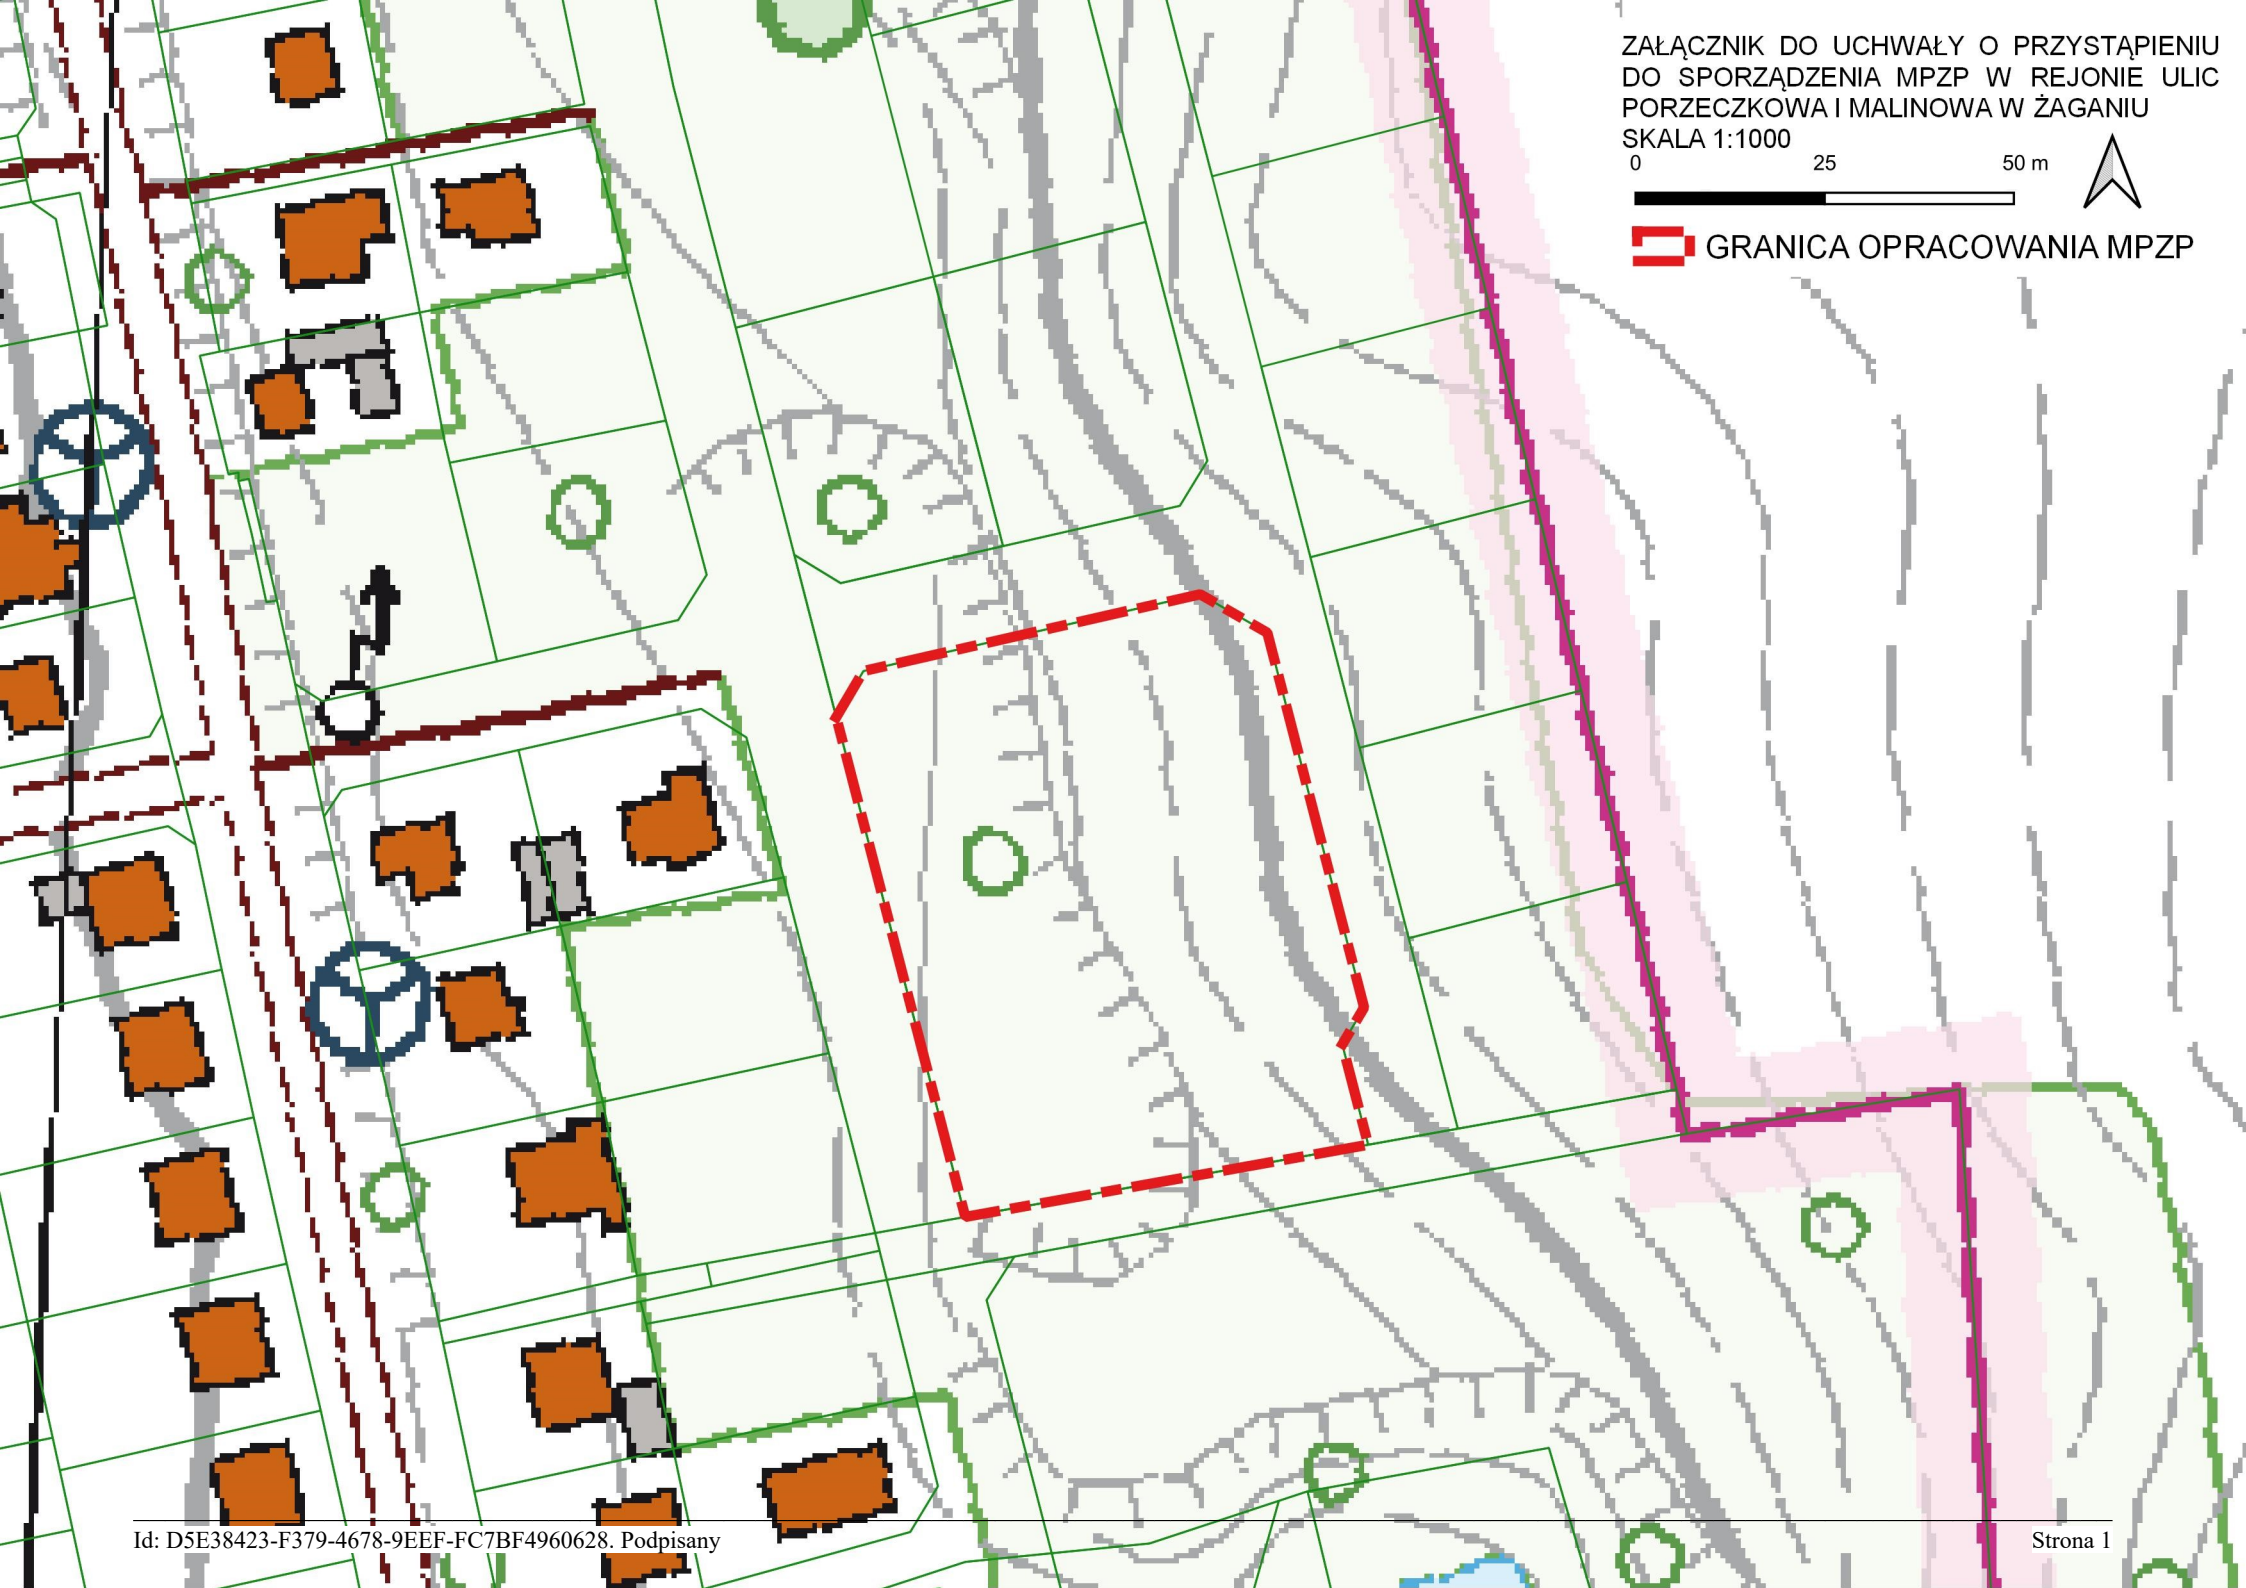 ZAŁĄCZNIK DO UCHWAŁY O PRZYSTĄPIENIU
DO SPORZĄDZENIA MPZP W REJONIE ULIC
PORZECZKOWA I MALINOWA W ŻAGANIU
SKALA 1:1000
0 25 50 m
GRANICA OPRACOWANIA MPZP
Id: D5E38423-F379-4678-9EEF-FC7BF4960628. Podpisany
Strona 1